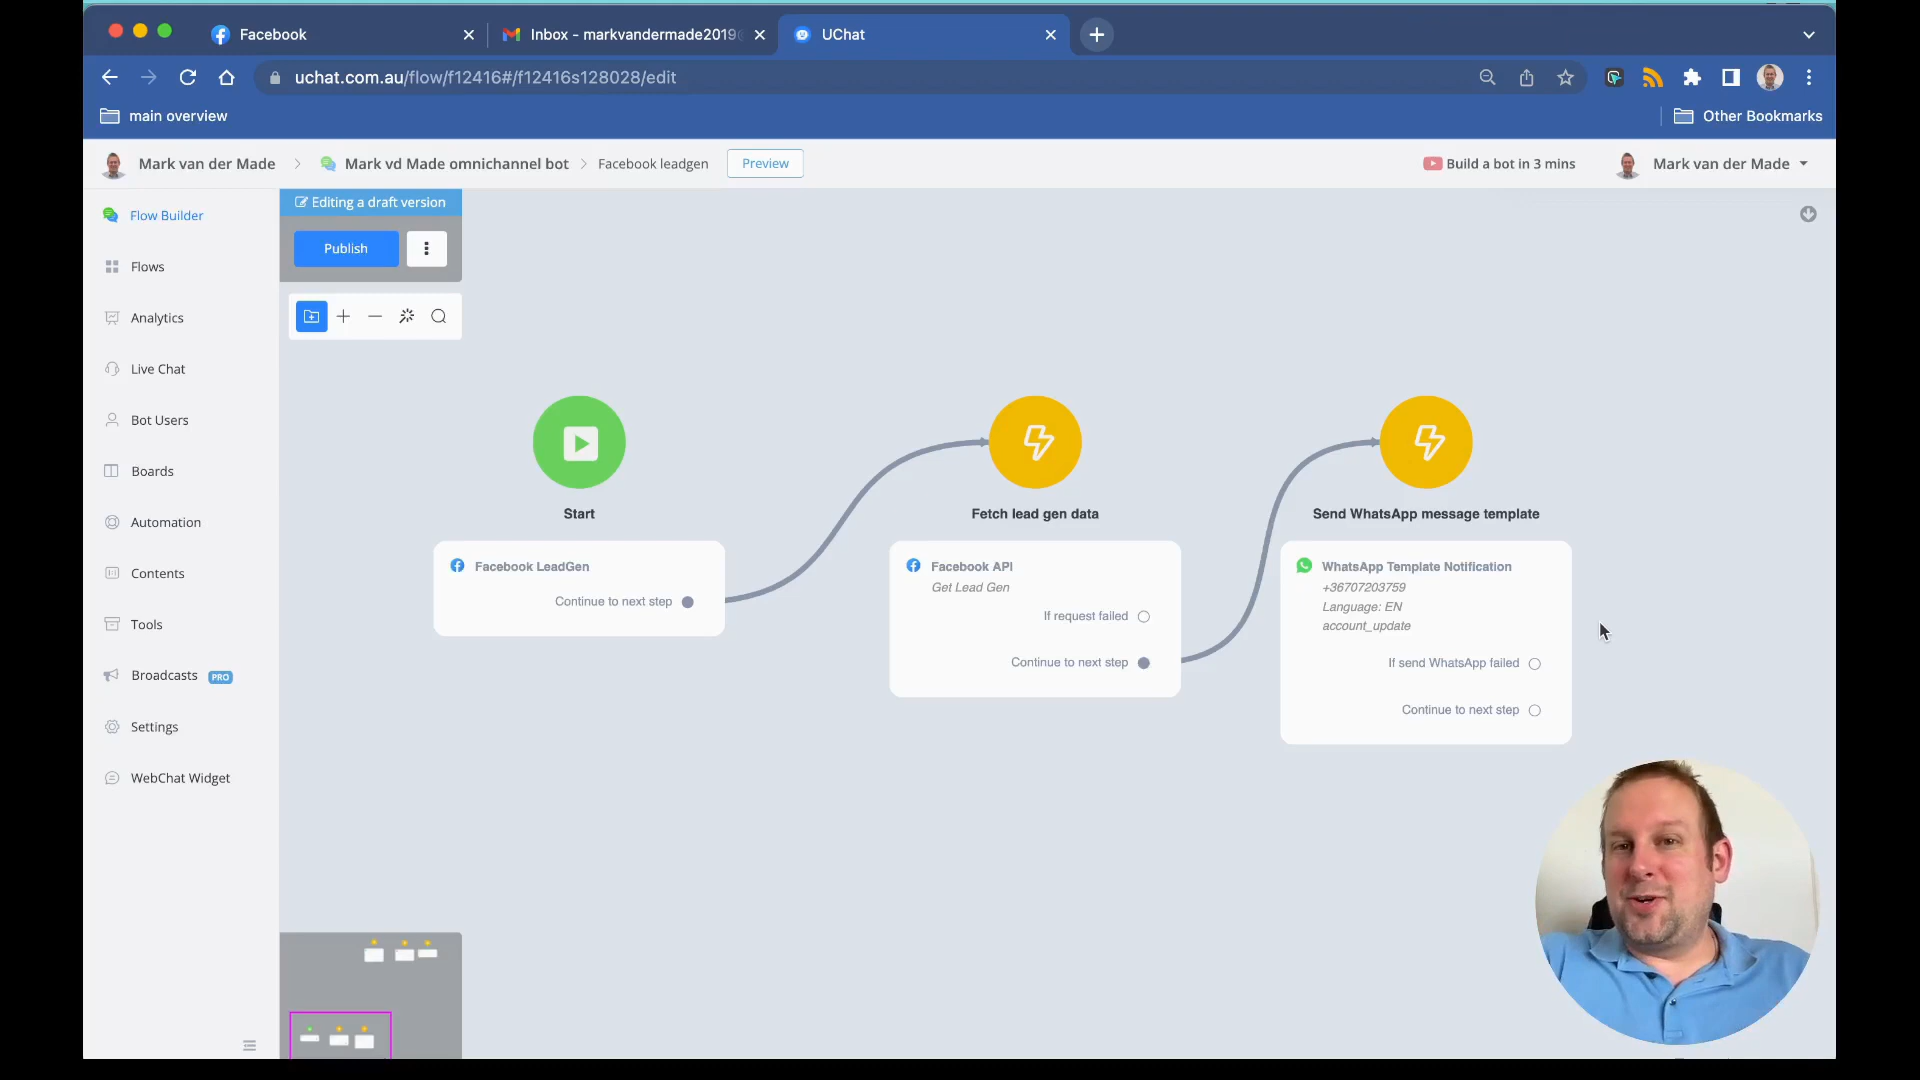 Facebook
Inbox - markvandermade2019@
UChat
uchat.com.au/flow/f12416#/f12416s128028/edit
main overview
Other Bookmarks
Mark van der Made
Mark vd Made omnichannel bot
Facebook leadgen
Preview
Build a bot in 3 mins
Mark van der Made
Flow Builder
Flows
Analytics
Live Chat
Bot Users
Boards
Automation
Contents
Tools
Broadcasts PRO
Settings
WebChat Widget
Editing a draft version
Publish
Start
Facebook LeadGen
Continue to next step
Fetch lead gen data
Facebook API
Get Lead Gen
If request failed
Continue to next step
Send WhatsApp message template
WhatsApp Template Notification
+36707203759
Language: EN
account_update
If send WhatsApp failed
Continue to next step